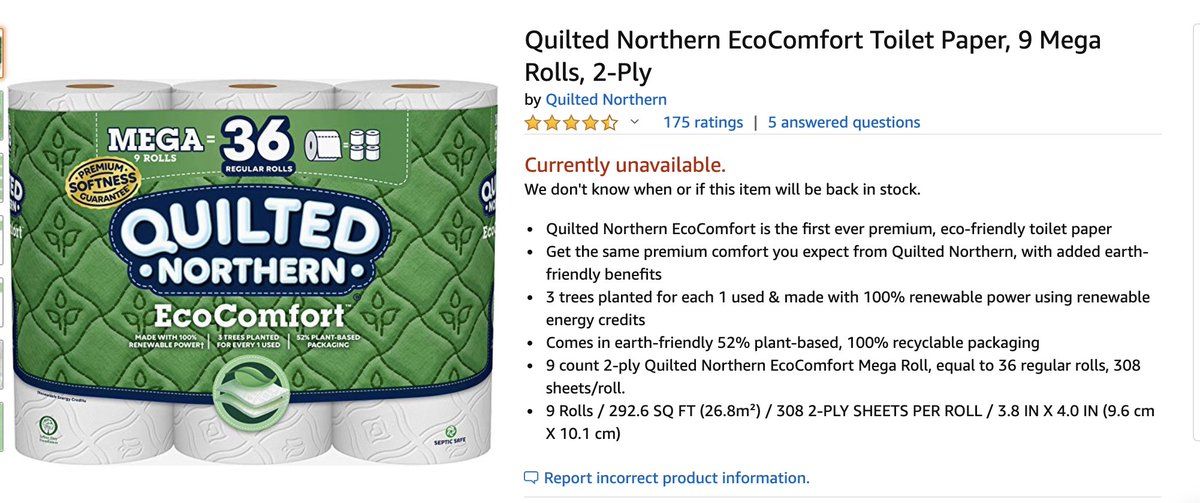 MEGA = 36
9 ROLLS
REGULAR ROLLS
PREMIUM
SOFTNESS
GUARANTEE
QUILTED
NORTHERN
EcoComfort™
MADE WITH 100%
RENEWABLE POWER†
3 TREES PLANTED
FOR EVERY 1 USED
52% PLANT-BASED
PACKAGING
SEPTIC SAFE
Quilted Northern EcoComfort Toilet Paper, 9 Mega
Rolls, 2-Ply
by Quilted Northern
175 ratings | 5 answered questions
Currently unavailable.
We don't know when or if this item will be back in stock.
• Quilted Northern EcoComfort is the first ever premium, eco-friendly toilet paper
• Get the same premium comfort you expect from Quilted Northern, with added earth-
friendly benefits
• 3 trees planted for each 1 used & made with 100% renewable power using renewable
energy credits
• Comes in earth-friendly 52% plant-based, 100% recyclable packaging
• 9 count 2-ply Quilted Northern EcoComfort Mega Roll, equal to 36 regular rolls, 308
sheets/roll.
• 9 Rolls / 292.6 SQ FT (26.8m²) / 308 2-PLY SHEETS PER ROLL / 3.8 IN X 4.0 IN (9.6 cm
X 10.1 cm)
Report incorrect product information.